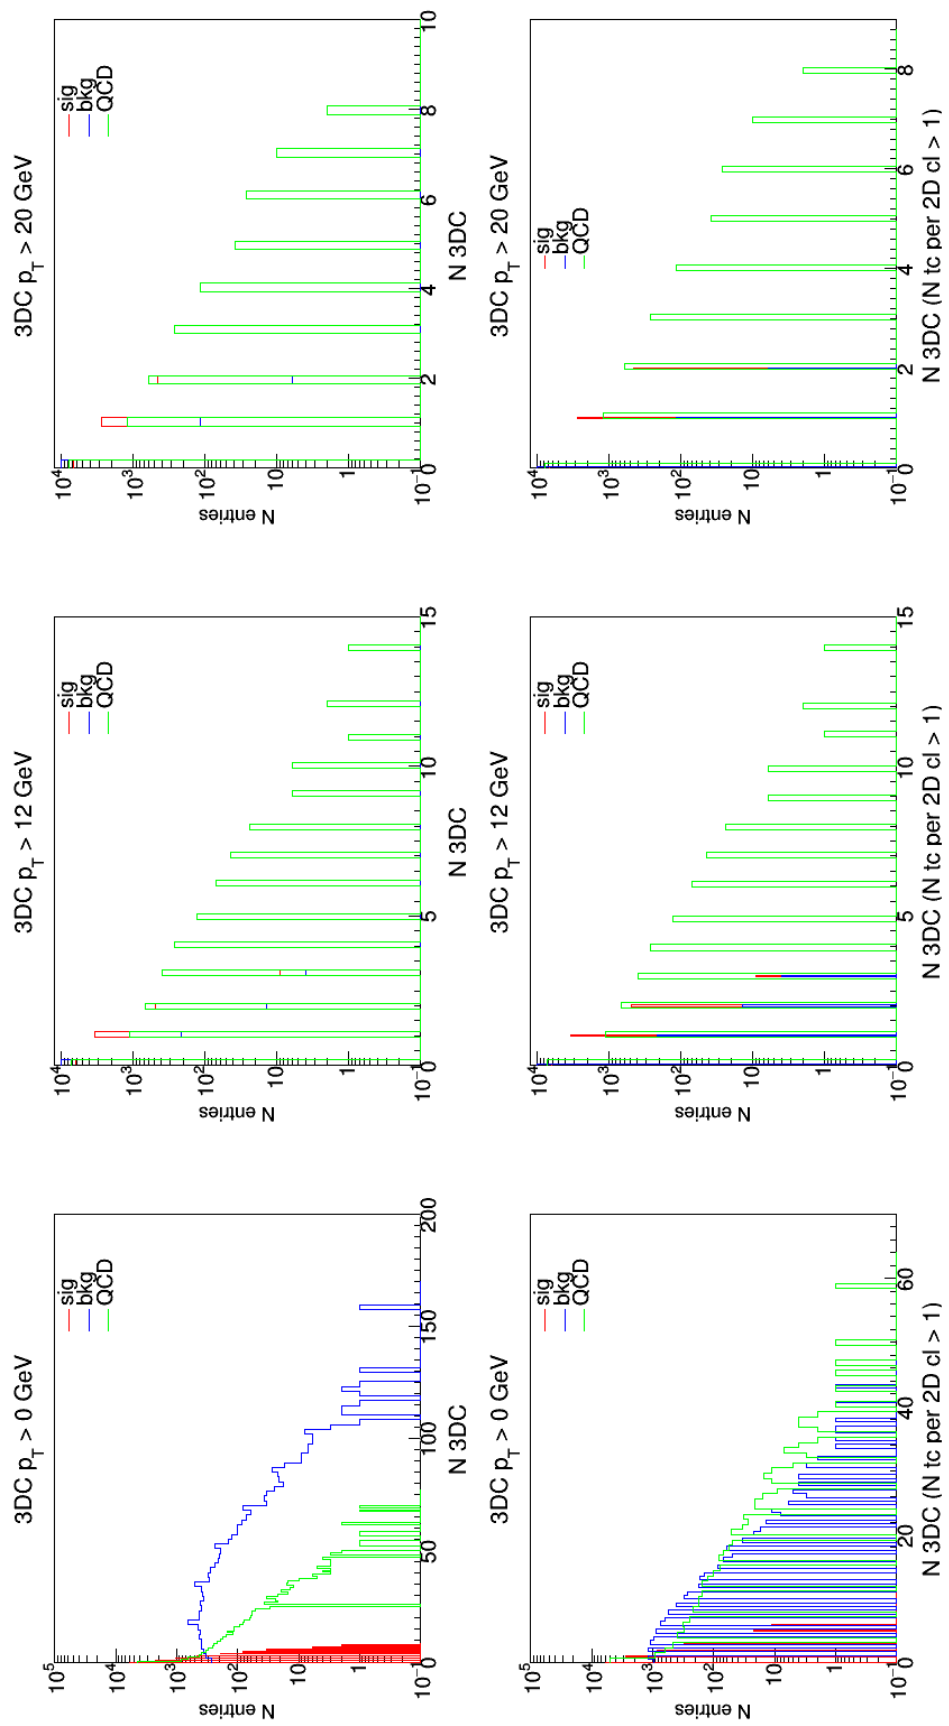 3DC p_T > 0 GeV
N entries
10^5
10^4
10^3
10^2
10
1
10^-1
sig
bkg
QCD
0 50 100 150 200
N 3DC
3DC p_T > 12 GeV
N entries
10^4
10^3
10^2
10
1
10^-1
sig
bkg
QCD
0 5 10 15
N 3DC
3DC p_T > 20 GeV
N entries
10^4
10^3
10^2
10
1
10^-1
sig
bkg
QCD
0 2 4 6 8 10
N 3DC
3DC p_T > 0 GeV
N entries
10^5
10^4
10^3
10^2
10
1
10^-1
sig
bkg
QCD
0 20 40 60
N 3DC (N tc per 2D cl > 1)
3DC p_T > 12 GeV
N entries
10^4
10^3
10^2
10
1
10^-1
sig
bkg
QCD
0 5 10 15
N 3DC (N tc per 2D cl > 1)
3DC p_T > 20 GeV
N entries
10^4
10^3
10^2
10
1
10^-1
sig
bkg
QCD
0 2 4 6 8
N 3DC (N tc per 2D cl > 1)